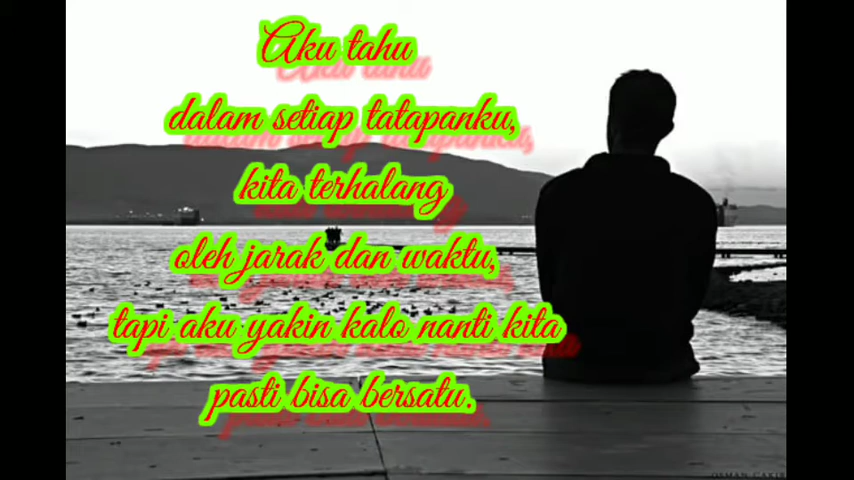 Aku tahu
dalam setiap tatapanku,
kita terhalang
oleh jarak dan waktu,
tapi aku yakin kalo nanti kita
pasti bisa bersatu.